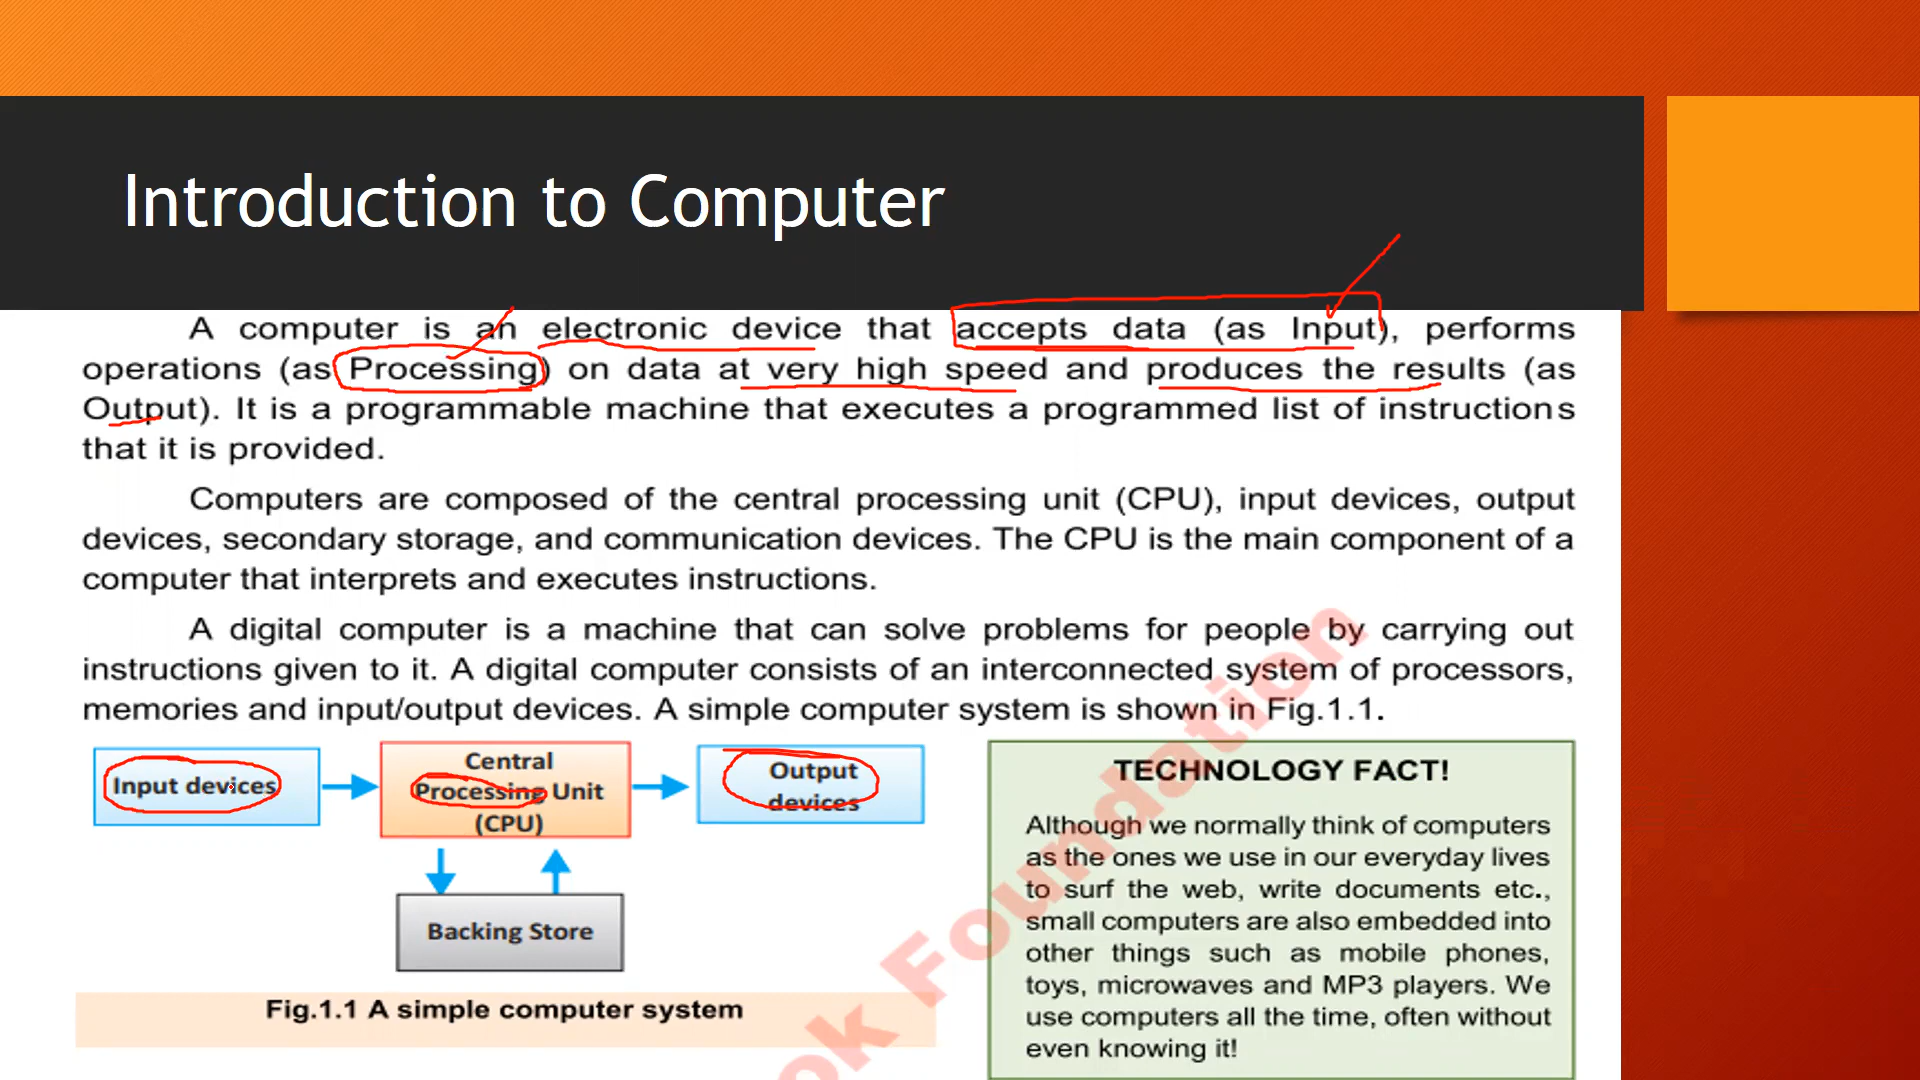 Introduction to Computer
A computer is an electronic device that accepts data (as Input), performs
operations (as Processing) on data at very high speed and produces the results (as
Output). It is a programmable machine that executes a programmed list of instructions
that it is provided.
Computers are composed of the central processing unit (CPU), input devices, output
devices, secondary storage, and communication devices. The CPU is the main component of a
computer that interprets and executes instructions.
A digital computer is a machine that can solve problems for people by carrying out
instructions given to it. A digital computer consists of an interconnected system of processors,
memories and input/output devices. A simple computer system is shown in Fig.1.1.
Input devices
Central
Processing Unit
(CPU)
Output
devices
Backing Store
Fig.1.1 A simple computer system
TECHNOLOGY FACT!
Although we normally think of computers
as the ones we use in our everyday lives
to surf the web, write documents etc.,
small computers are also embedded into
other things such as mobile phones,
toys, microwaves and MP3 players. We
use computers all the time, often without
even knowing it!
ok Foundation